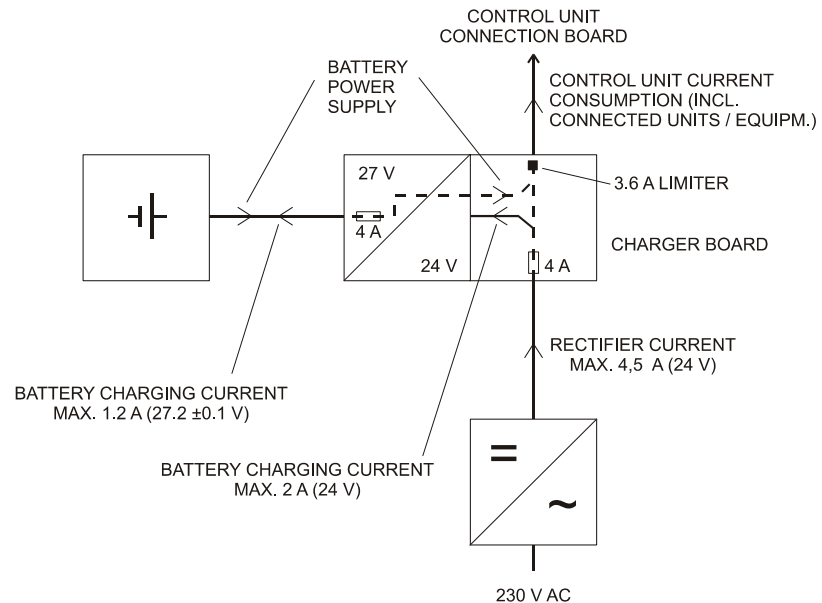 CONTROL UNIT
CONNECTION BOARD
BATTERY
POWER
SUPPLY
CONTROL UNIT CURRENT
CONSUMPTION (INCL.
CONNECTED UNITS / EQUIPM.)
27 V
3.6 A LIMITER
4 A
CHARGER BOARD
24 V
4 A
RECTIFIER CURRENT
MAX. 4,5 A (24 V)
BATTERY CHARGING CURRENT
MAX. 1.2 A (27.2 ±0.1 V)
BATTERY CHARGING CURRENT
MAX. 2 A (24 V)
=
~
230 V AC